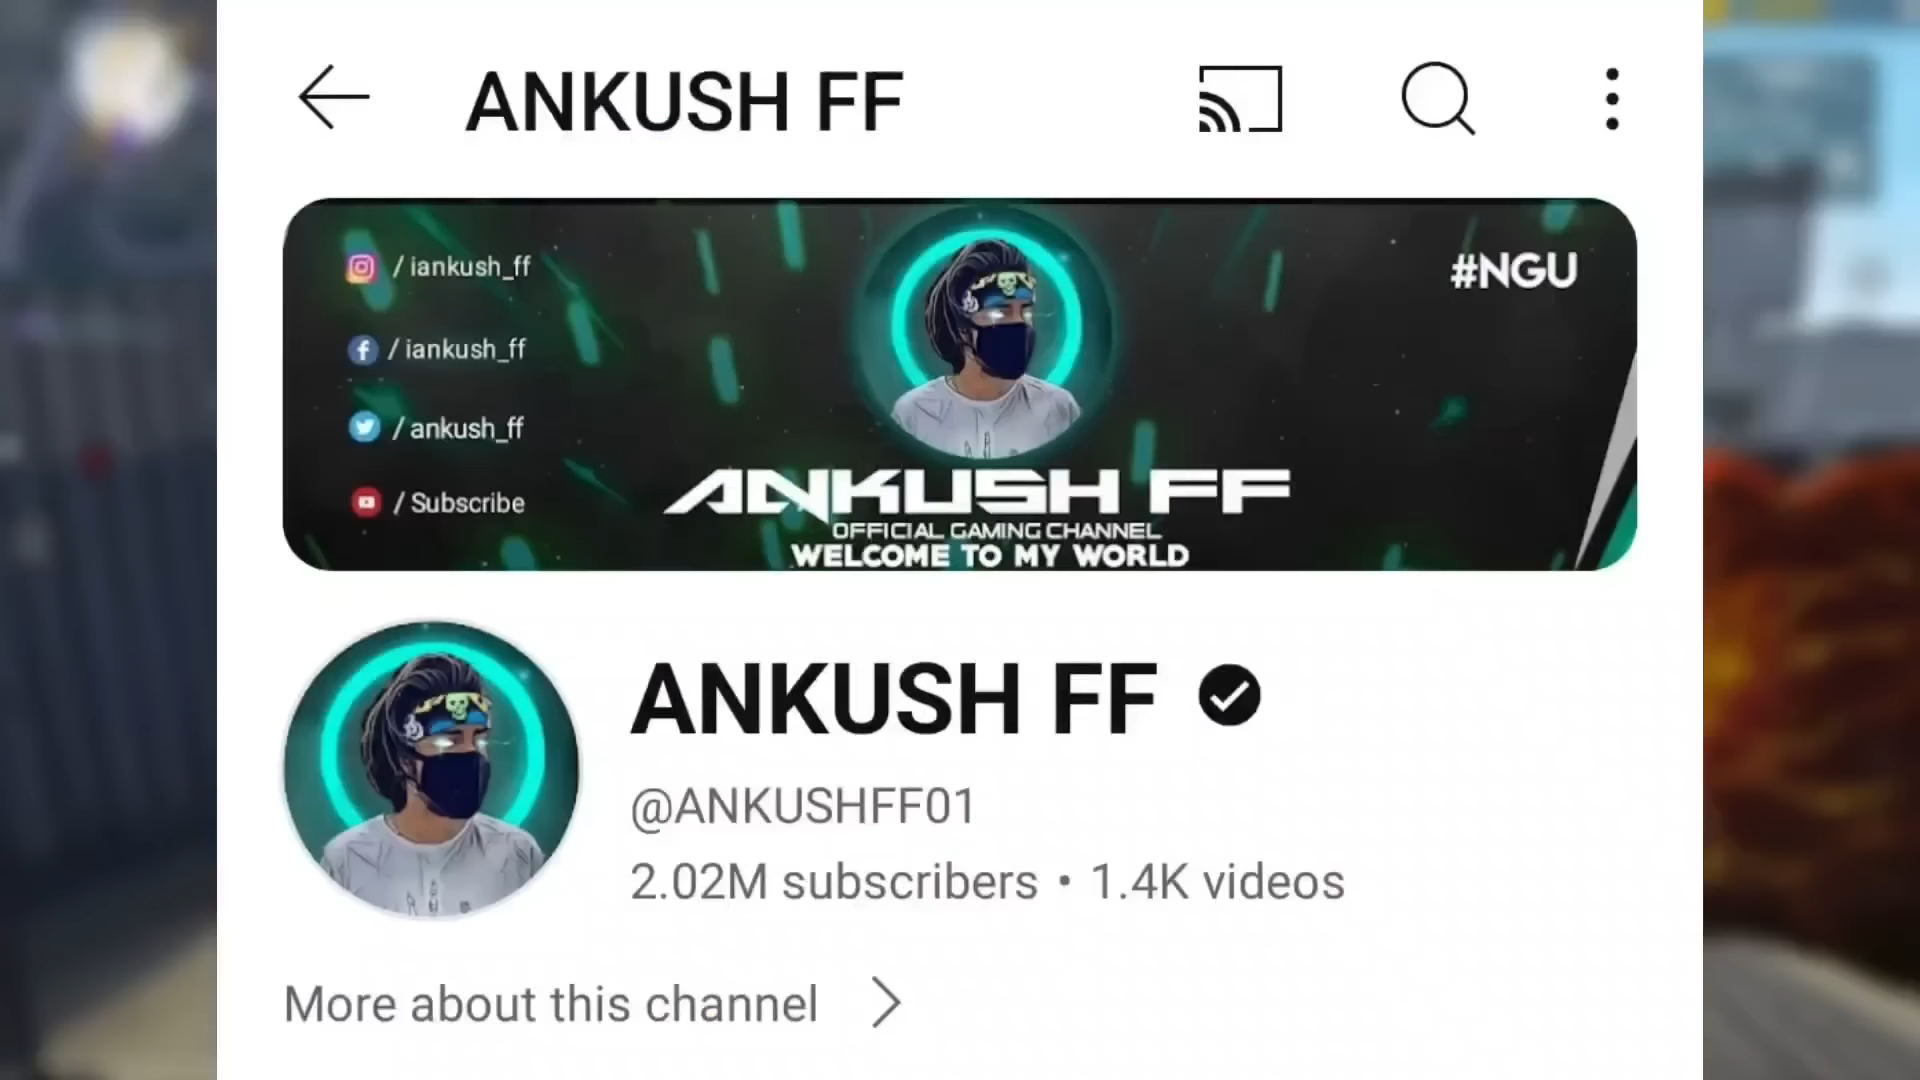 ANKUSH FF
/ iankush_ff
#NGU
/ iankush_ff
/ ankush_ff
/ Subscribe
ANKUSH FF
OFFICIAL GAMING CHANNEL
WELCOME TO MY WORLD
ANKUSH FF
@ANKUSHFF01
2.02M subscribers • 1.4K videos
More about this channel